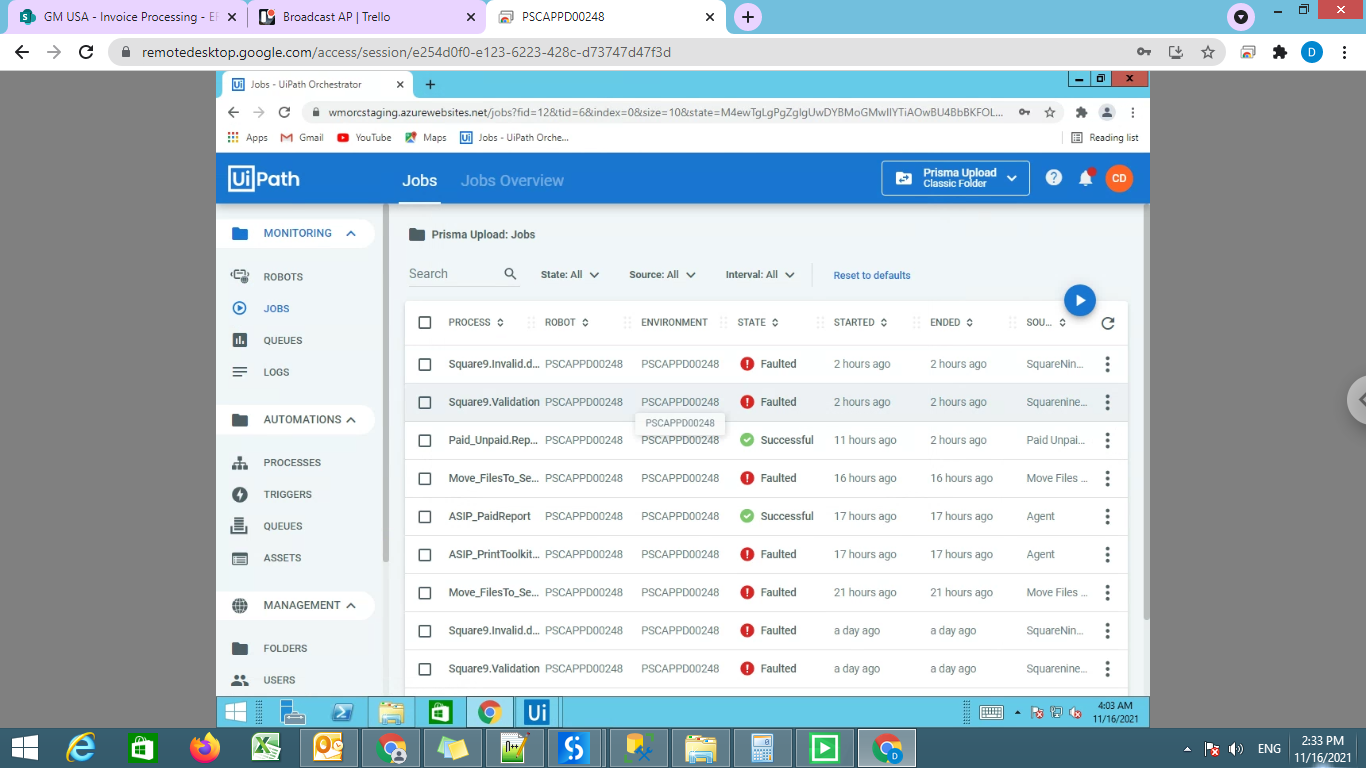 GM USA - Invoice Processing - EF
Broadcast AP | Trello
PSCAPPD00248
remotedesktop.google.com/access/session/e254d0f0-e123-6223-428c-d73747d47f3d
D
Jobs - UiPath Orchestrator
wmorcstaging.azurewebsites.net/jobs?fid=12&tid=6&index=0&size=10&state=M4ewTgLgPgZglgUwDYBMoGMwIIYTiAOwBU4BbBKFOL...
Apps
Gmail
YouTube
Maps
Jobs - UiPath Orche...
Reading list
Ui Path
Jobs
Jobs Overview
Prisma Upload
Classic Folder
CD
MONITORING
ROBOTS
JOBS
QUEUES
LOGS
AUTOMATIONS
PROCESSES
TRIGGERS
QUEUES
ASSETS
MANAGEMENT
FOLDERS
USERS
Prisma Upload: Jobs
Search
State: All
Source: All
Interval: All
Reset to defaults
PROCESS ROBOT ENVIRONMENT STATE STARTED ENDED SOU...
Square9.Invalid.d... PSCAPPD00248 PSCAPPD00248 Faulted 2 hours ago 2 hours ago SquareNin...
Square9.Validation PSCAPPD00248 PSCAPPD00248 Faulted 2 hours ago 2 hours ago Squarenine...
PSCAPPD00248
Paid_Unpaid.Rep... PSCAPPD00248 PSCAPPD00248 Successful 11 hours ago 2 hours ago Paid Unpai...
Move_FilesTo_Se... PSCAPPD00248 PSCAPPD00248 Faulted 16 hours ago 16 hours ago Move Files ...
ASIP_PaidReport PSCAPPD00248 PSCAPPD00248 Successful 17 hours ago 17 hours ago Agent
ASIP_PrintToolkit... PSCAPPD00248 PSCAPPD00248 Faulted 17 hours ago 17 hours ago Agent
Move_FilesTo_Se... PSCAPPD00248 PSCAPPD00248 Faulted 21 hours ago 21 hours ago Move Files ...
Square9.Invalid.d... PSCAPPD00248 PSCAPPD00248 Faulted a day ago a day ago SquareNin...
Square9.Validation PSCAPPD00248 PSCAPPD00248 Faulted a day ago a day ago Squarenine...
Ui
4:03 AM
11/16/2021
ENG
2:33 PM
11/16/2021